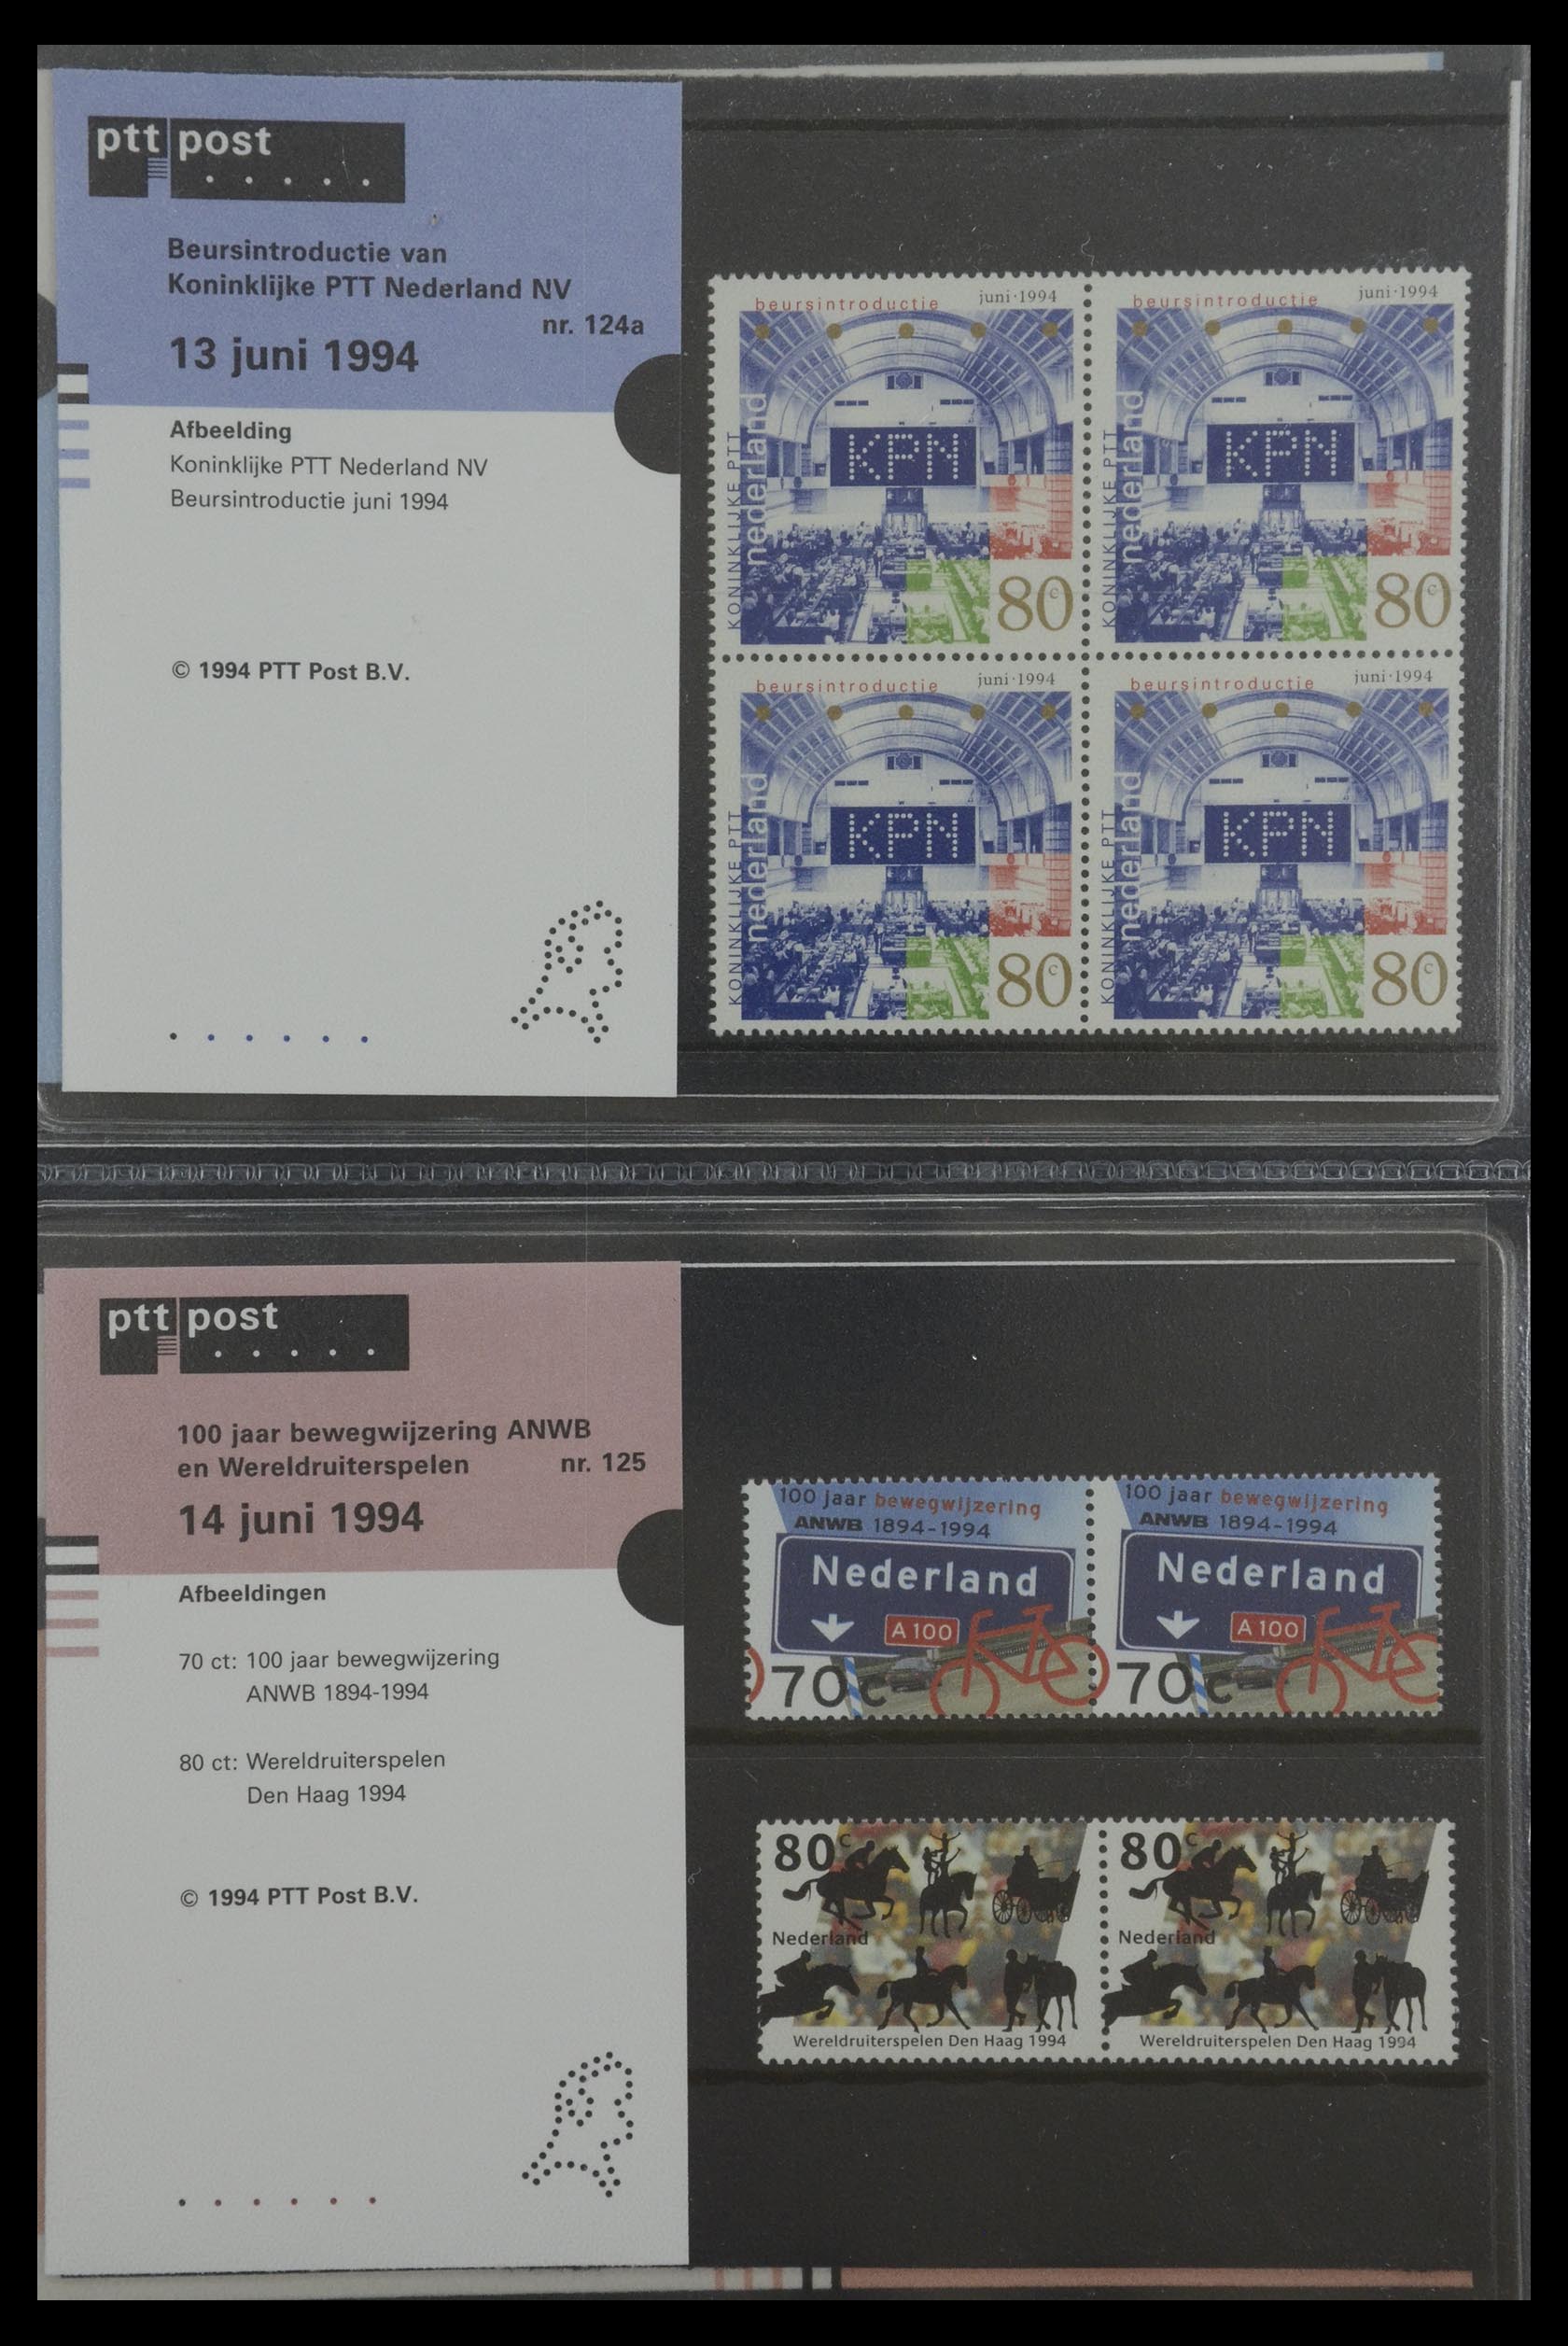 ptt post
Beursintroductie van
Koninklijke PTT Nederland NV
nr. 124a
13 juni 1994
Afbeelding
Koninklijke PTT Nederland NV
Beursintroductie juni 1994
© 1994 PTT Post B.V.
beursintroductie juni·1994
KONINKLIJKE PTT
nederland
KPN
80c
beursintroductie juni·1994
KONINKLIJKE PTT
nederland
KPN
80c
beursintroductie juni·1994
KONINKLIJKE PTT
nederland
KPN
80c
beursintroductie juni·1994
KONINKLIJKE PTT
nederland
KPN
80c
ptt post
100 jaar bewegwijzering ANWB
en Wereldruiterspelen nr. 125
14 juni 1994
Afbeeldingen
70 ct: 100 jaar bewegwijzering
ANWB 1894-1994
80 ct: Wereldruiterspelen
Den Haag 1994
© 1994 PTT Post B.V.
100 jaar bewegwijzering
ANWB 1894-1994
Nederland
A 100
70c
100 jaar bewegwijzering
ANWB 1894-1994
Nederland
A 100
70c
80c
Nederland
Wereldruiterspelen Den Haag 1994
80c
Nederland
Wereldruiterspelen Den Haag 1994